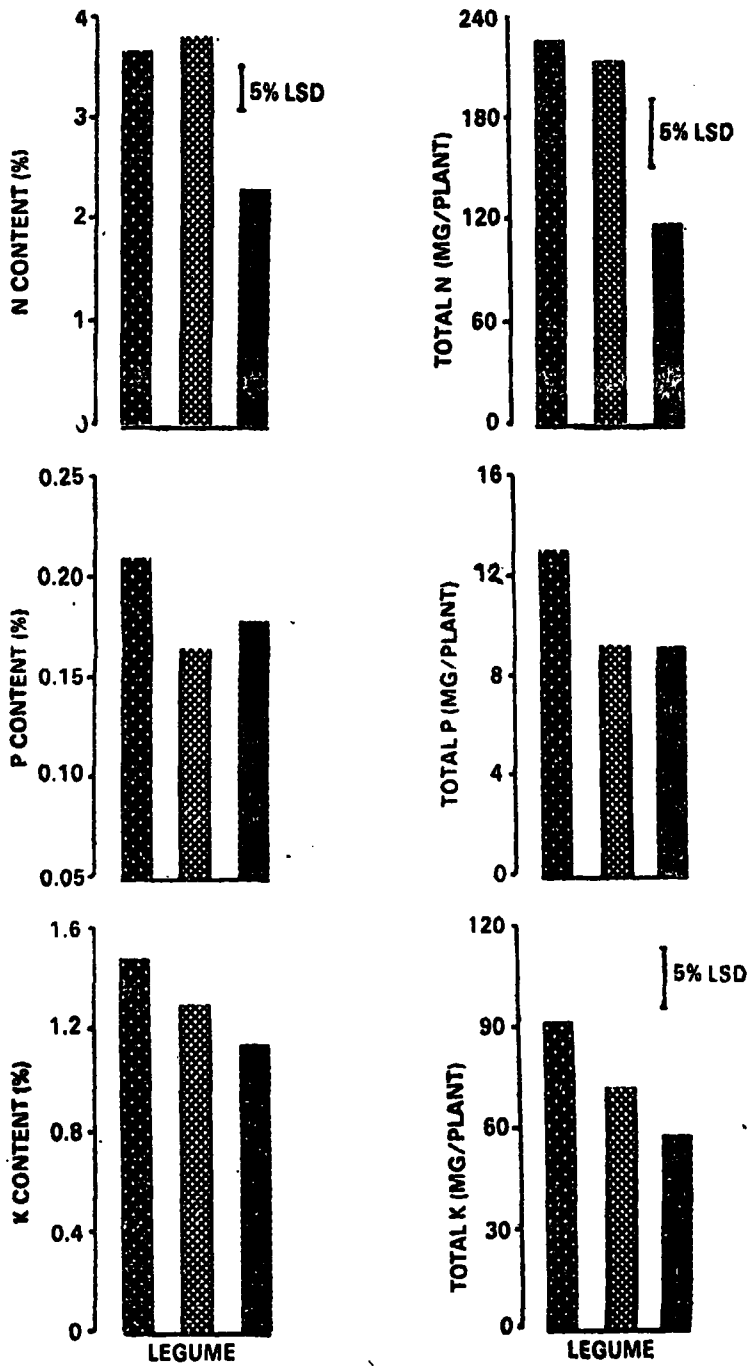 N CONTENT (%)
4
3
2
1
5% LSD
TOTAL N (MG/PLANT)
240
180
120
60
0
5% LSD
P CONTENT (%)
0.25
0.20
0.15
0.10
0.05
TOTAL P (MG/PLANT)
16
12
8
4
0
K CONTENT (%)
1.6
1.2
0.8
0.4
0
LEGUME
TOTAL K (MG/PLANT)
120
90
60
30
0
5% LSD
LEGUME